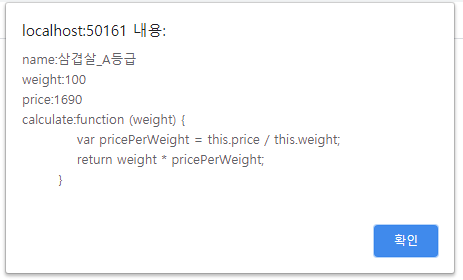 localhost:50161 내용:
name:삼겹살_A등급
weight:100
price:1690
calculate:function (weight) {
var pricePerWeight = this.price / this.weight;
return weight * pricePerWeight;
}
확인